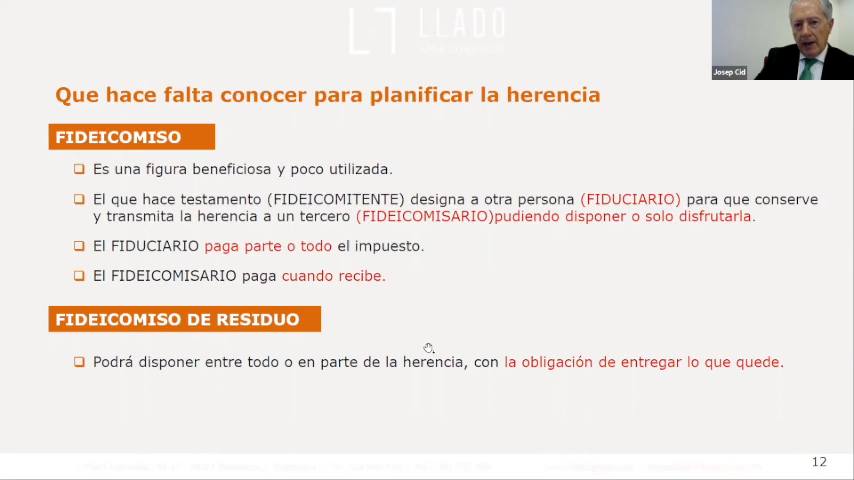 LLADO
Josep Cid
Que hace falta conocer para planificar la herencia
FIDEICOMISO
Es una figura beneficiosa y poco utilizada.
El que hace testamento (FIDEICOMITENTE) designa a otra persona (FIDUCIARIO) para que conserve
y transmita la herencia a un tercero (FIDEICOMISARIO)pudiendo disponer o solo disfrutarla.
El FIDUCIARIO paga parte o todo el impuesto.
El FIDEICOMISARIO paga cuando recibe.
FIDEICOMISO DE RESIDUO
Podrá disponer entre todo o en parte de la herencia, con la obligación de entregar lo que quede.
12